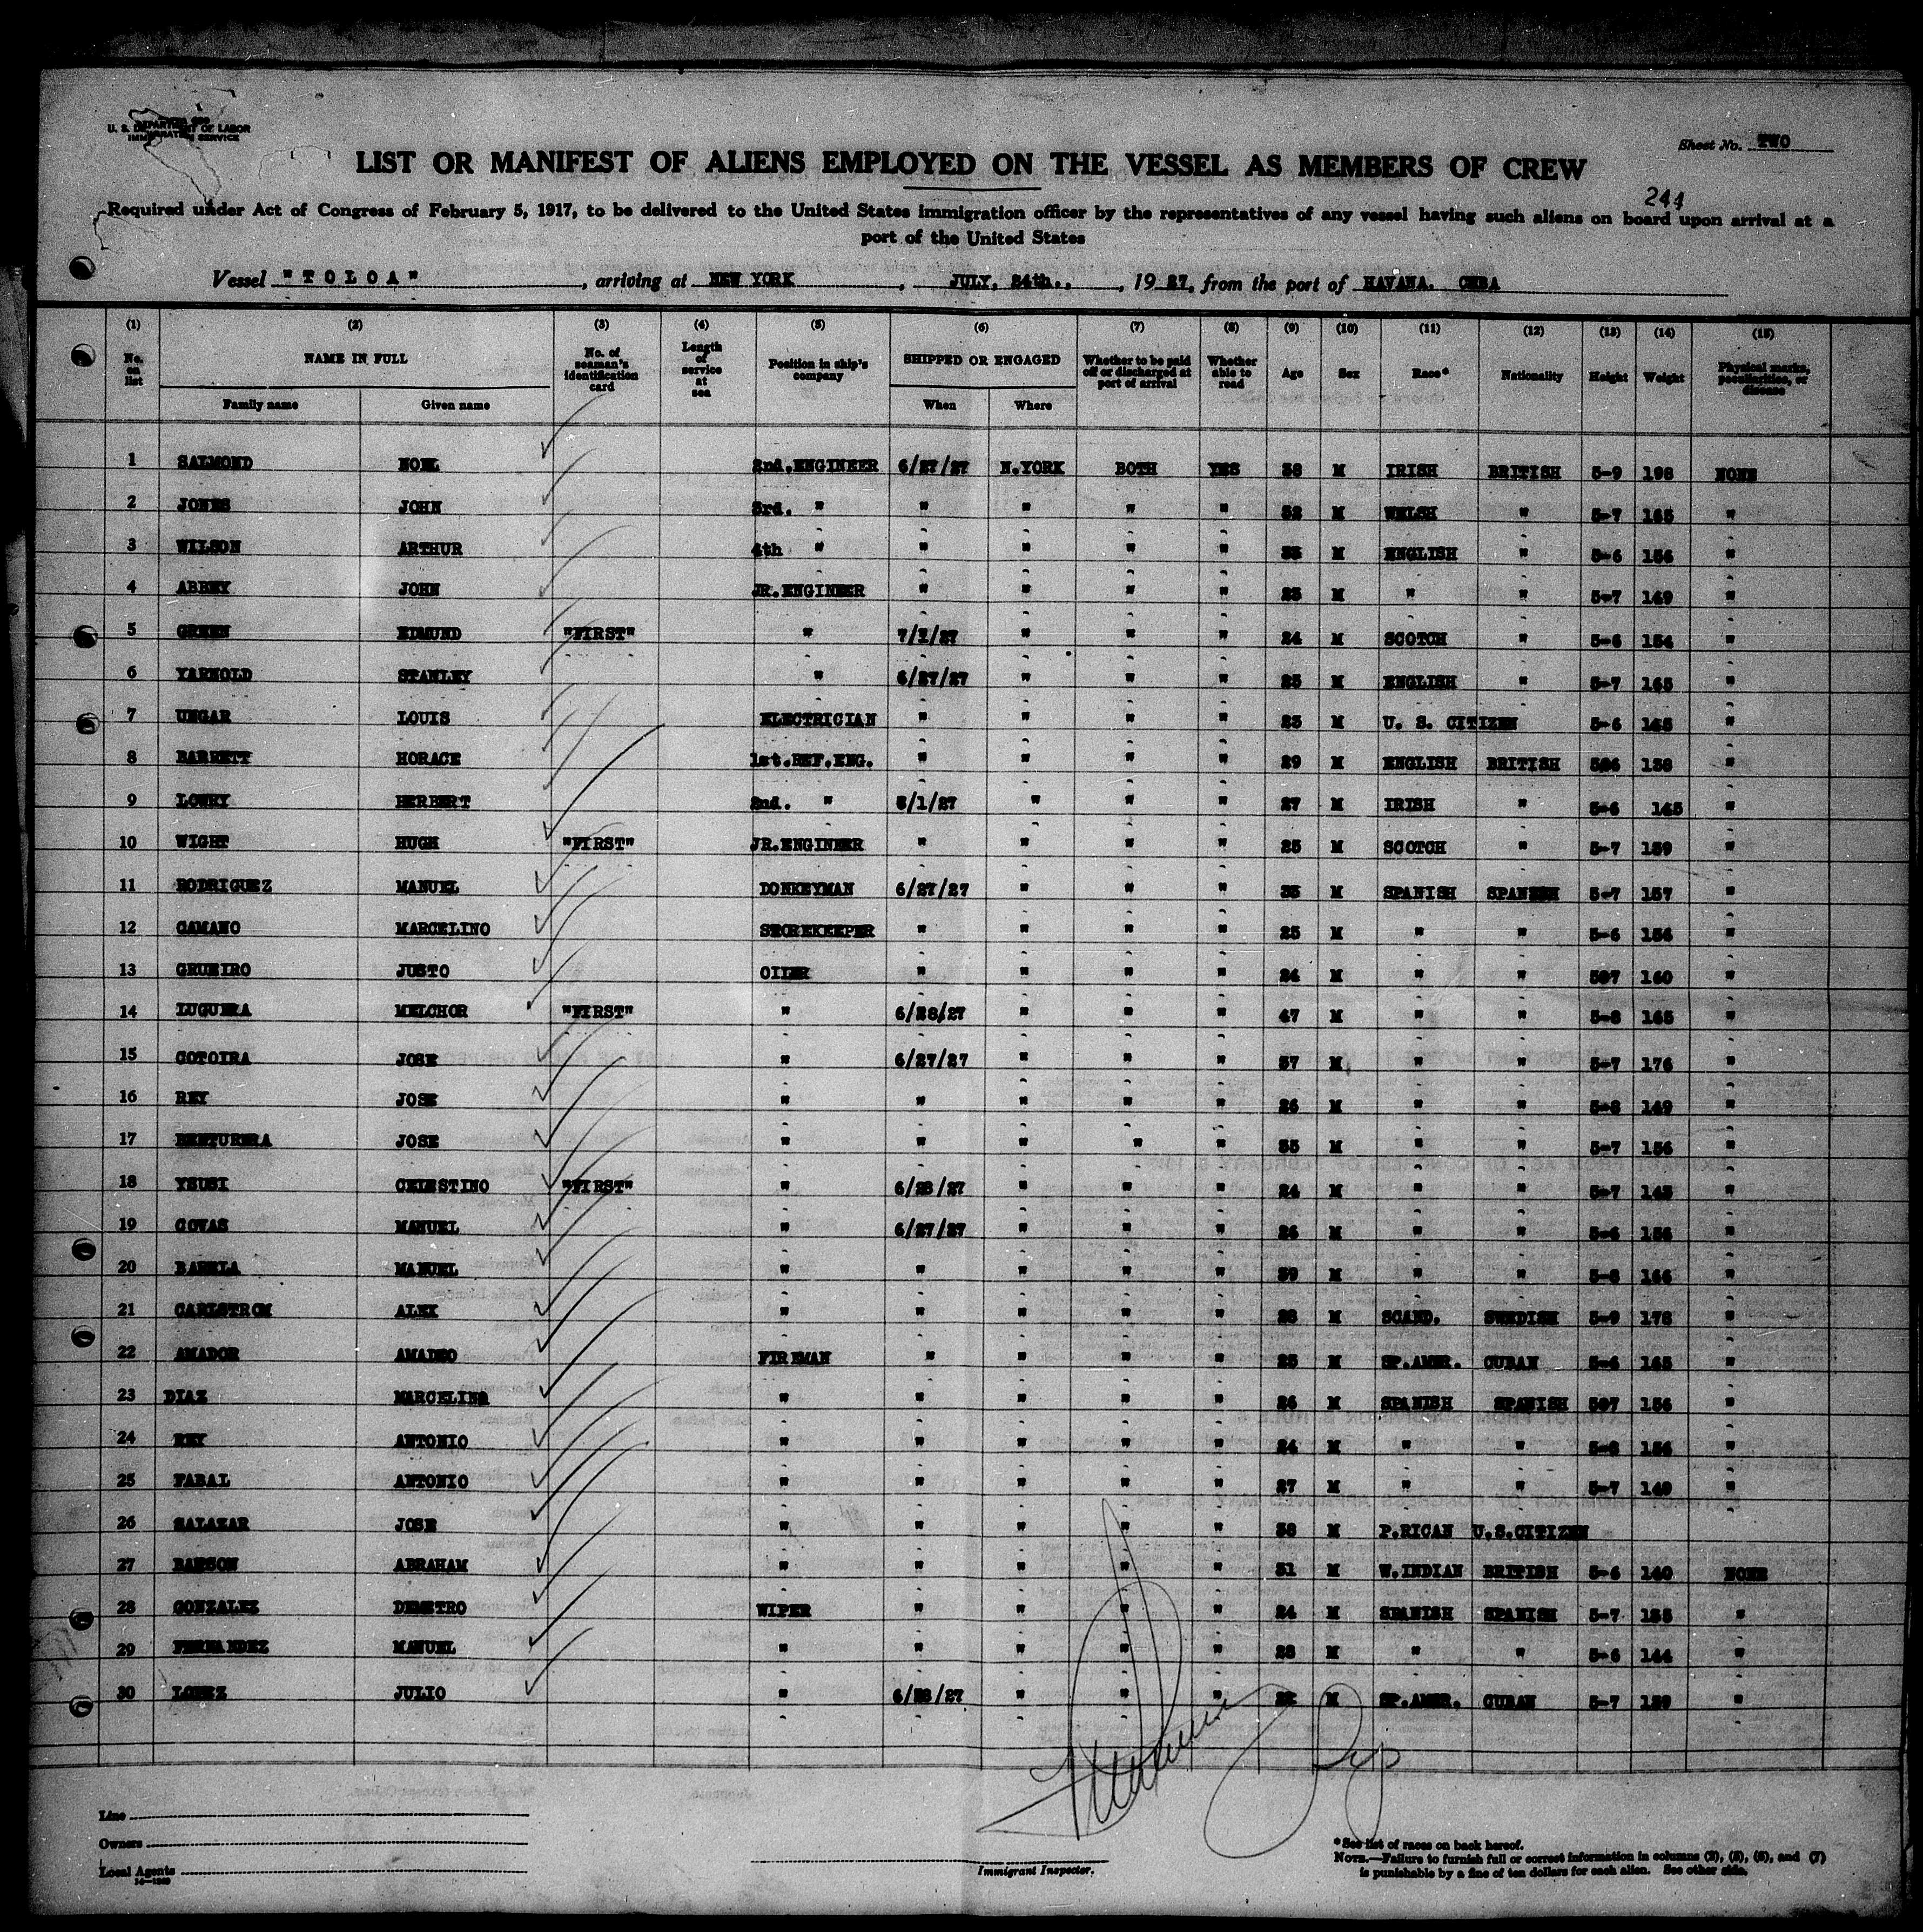 U. S. DEPARTMENT OF LABOR
IMMIGRATION SERVICE
Sheet No. TWO
LIST OR MANIFEST OF ALIENS EMPLOYED ON THE VESSEL AS MEMBERS OF CREW
244
Required under Act of Congress of February 5, 1917, to be delivered to the United States immigration officer by the representatives of any vessel having such aliens on board upon arrival at a
port of the United States
Vessel "TOLOA", arriving at NEW YORK, JULY, 24th., 1927, from the port of HAVANA. CUBA
(1) (2) (3) (4) (5) (6) (7) (8) (9) (10) (11) (12) (13) (14) (15)
No. on list NAME IN FULL No. of seaman's identification card Length of service at sea Position in ship's company SHIPPED OR ENGAGED Whether to be paid off or discharged at port of arrival Whether able to read Age Sex Race* Nationality Height Weight Physical marks, peculiarities, or disease
Family name Given name When Where
1 SALMOND NOEL 2nd.ENGINEER 6/27/27 N.YORK BOTH YES 38 M IRISH BRITISH 5-9 198 NONE
2 JONES JOHN 3rd. " " " " " 32 M WELSH " 5-7 165 "
3 WILSON ARTHUR 4th " " " " " 35 M ENGLISH " 5-6 156 "
4 ABBEY JOHN JR.ENGINEER " " " " 23 M " " 5-7 149 "
5 GREEN EDMUND "FIRST" " 7/1/27 " " " 24 M SCOTCH " 5-6 154 "
6 YARNOLD STANLEY " 6/27/27 " " " 25 M ENGLISH " 5-7 165 "
7 UNGAR LOUIS ELECTRICIAN " " " " 23 M U. S. CITIZEN 5-6 145 "
8 BARRETT HORACE 1st.REF.ENG. " " " " 29 M ENGLISH BRITISH 5-6 138 "
9 LOWRY HERBERT 2nd. " /1/27 " " " 27 M IRISH " 5-6 145 "
10 WIGHT HUGH "FIRST" JR.ENGINEER " " " " 25 M SCOTCH " 5-7 159 "
11 RODRIGUEZ MANUEL DONKEYMAN 6/27/27 " " " 35 M SPANISH SPANISH 5-7 157 "
12 CAMANO MARCELINO STOREKEEPER " " " " 25 M " " 5-6 156 "
13 GRUEIRO JUSTO OILER " " " " 24 M " " 507 160 "
14 LUGUERA MELCHOR "FIRST" " 6/28/27 " " " 47 M " " 5-8 165 "
15 COTOIRA JOSE " 6/27/27 " " " 37 M " " 5-7 176 "
16 REY JOSE " " " " " 26 M " " 5-8 149 "
17 BENTURERA JOSE " " " " " 35 M " " 5-7 156 "
18 YSUSI CELESTINO "FIRST" " 6/28/27 " " " 24 M " " 5-7 145 "
19 GOYAS MANUEL " 6/27/27 " " " 26 M " " 5-6 156 "
20 BARELA MANUEL " " " " " 39 M " " 5-8 166 "
21 CARLSTROM ALEX " " " " " 28 M SCAND. SWEDISH 5-9 178 "
22 AMADOR AMADEO FIREMAN " " " " 25 M SP.AMER. CUBAN 5-6 165 "
23 DIAZ MARCELINO " " " " " 26 M SPANISH SPANISH 507 156 "
24 REY ANTONIO " " " " " 24 M " " 5-8 156 "
25 FABAL ANTONIO " " " " " 27 M " " 5-7 149 "
26 SALAZAR JOSE " " " " " 38 M P.RICAN U.S.CITIZEN
27 BARSON ABRAHAM " " " " " 31 M W.INDIAN BRITISH 5-6 140 NONE
28 GONZALEZ DEMETRO WIPER " " " " 24 M SPANISH SPANISH 5-7 155 "
29 FERNANDEZ MANUEL " " " " " 28 M " " 5-6 144 "
30 LOPEZ JULIO " 6/28/27 " " " 22 M SP.AMER. CUBAN 5-7 139 "
Line
Owners
Local Agents
Immigrant Inspector.
*See list of races on back hereof.
NOTE.—Failure to furnish full or correct information in columns (2), (5), (6), and (7)
is punishable by a fine of ten dollars for each alien. See other side.